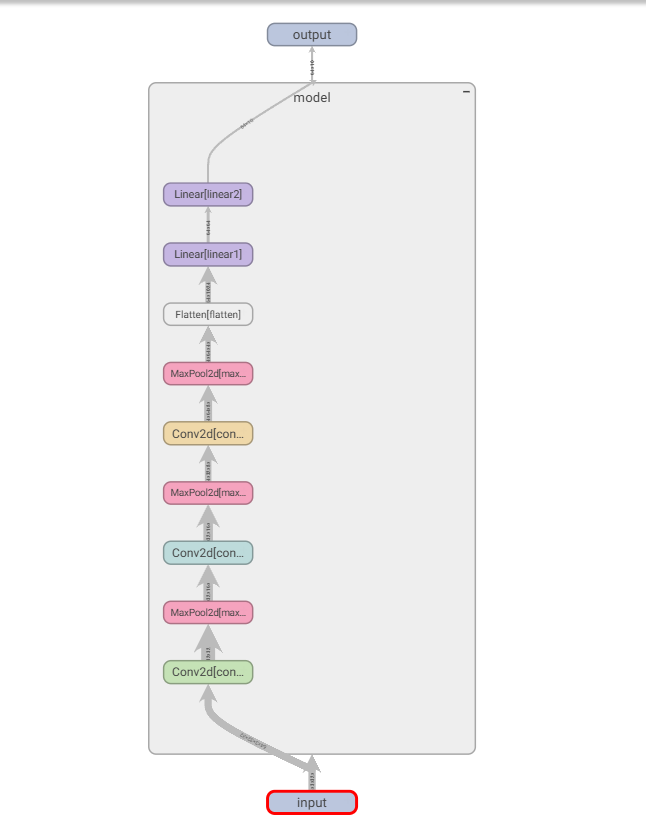 output
model
Linear[linear2]
Linear[linear1]
Flatten[flatten]
MaxPool2d[max...
Conv2d[con...
MaxPool2d[max...
Conv2d[con...
MaxPool2d[max...
Conv2d[con...
input